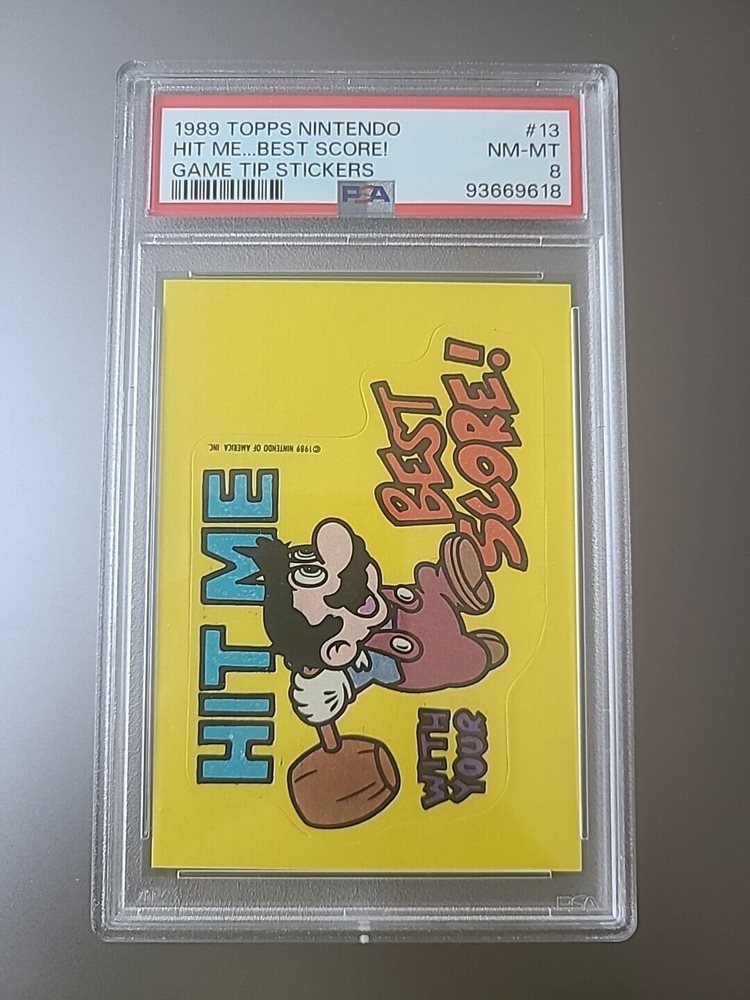 1989 TOPPS NINTENDO #13
HIT ME...BEST SCORE! NM-MT
GAME TIP STICKERS 8
PSA 93669618
©1989 NINTENDO OF AMERICA INC.
HIT ME
WITH
YOUR
BEST
SCORE!
PSA